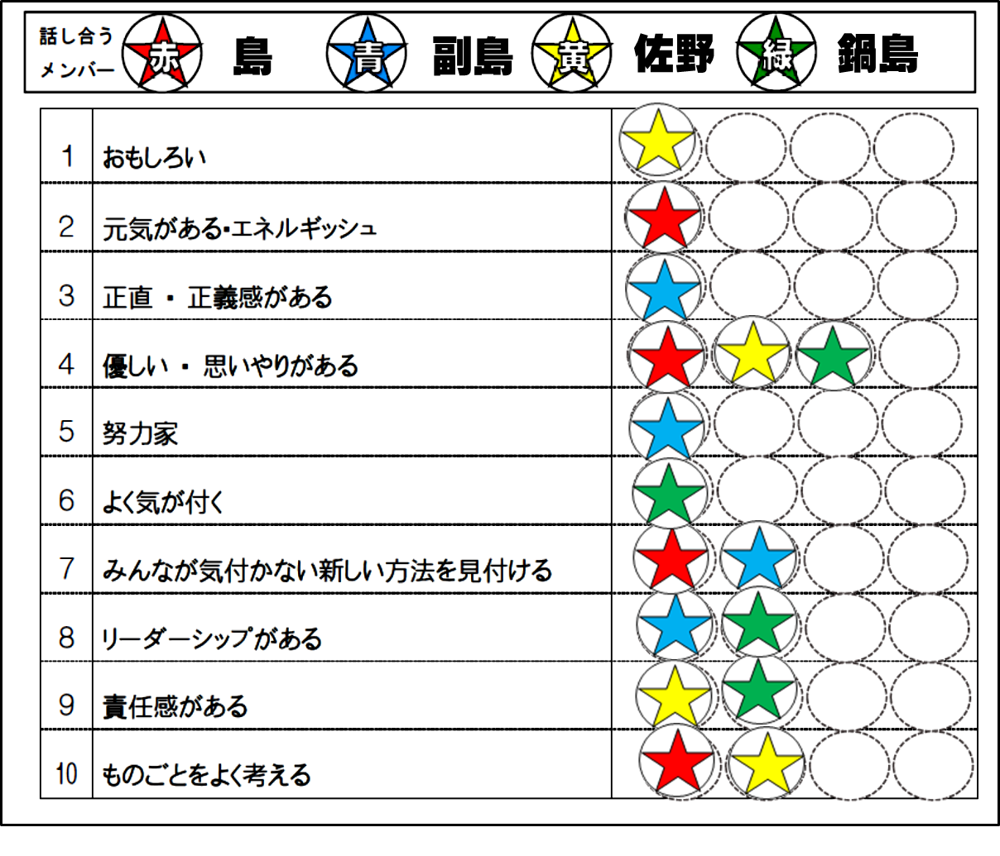 話し合う
メンバー
赤 島 青 副島 黄 佐野 緑 鍋島
1 おもしろい
2 元気がある・エネルギッシュ
3 正直 ・ 正義感がある
4 優しい ・ 思いやりがある
5 努力家
6 よく気が付く
7 みんなが気付かない新しい方法を見付ける
8 リーダーシップがある
9 責任感がある
10 ものごとをよく考える